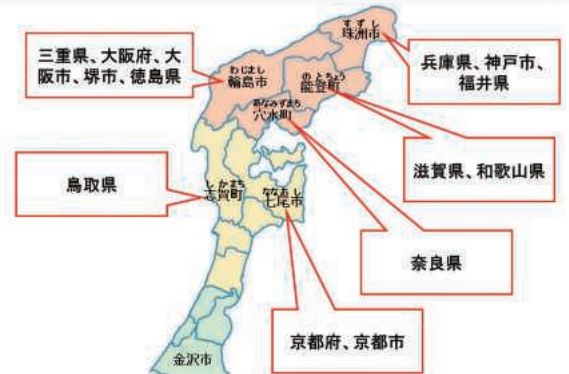 すずし
珠洲市
三重県、大阪府、大
阪市、堺市、徳島県
わじまし
輪島市
兵庫県、神戸市、
福井県
のとちょう
能登町
あなみずまち
穴水町
滋賀県、和歌山県
鳥取県
しかまち
志賀町
ななおし
七尾市
奈良県
京都府、京都市
金沢市